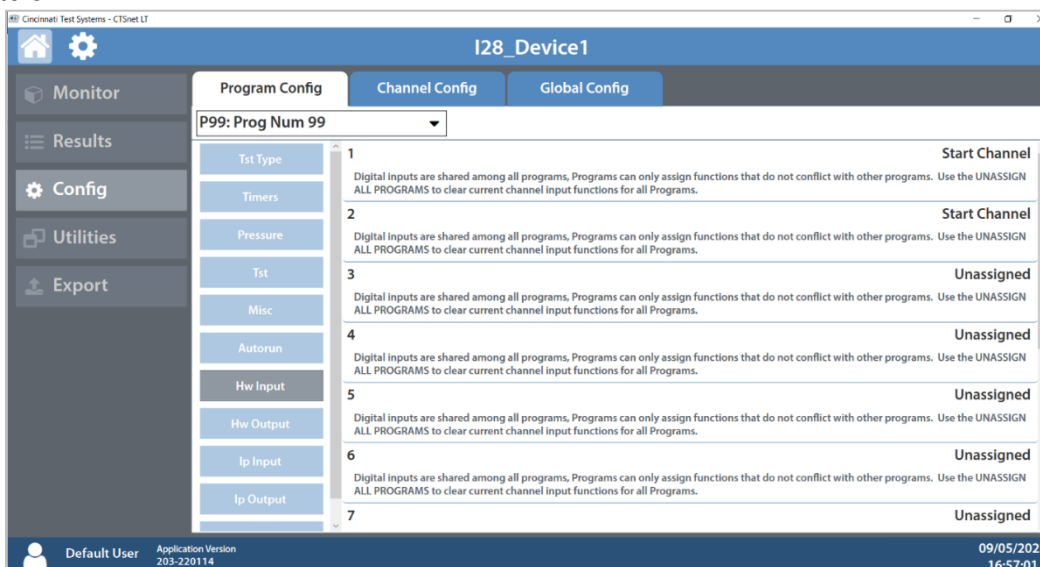 Cincinnati Test Systems - CTSnet LT
I28_Device1
Monitor
Results
Config
Utilities
Export
Program Config
Channel Config
Global Config
P99: Prog Num 99
Tst Type
Timers
Pressure
Tst
Misc
Autorun
Hw Input
Hw Output
Ip Input
Ip Output
1 Start Channel
Digital inputs are shared among all programs, Programs can only assign functions that do not conflict with other programs. Use the UNASSIGN
ALL PROGRAMS to clear current channel input functions for all Programs.
2 Start Channel
Digital inputs are shared among all programs, Programs can only assign functions that do not conflict with other programs. Use the UNASSIGN
ALL PROGRAMS to clear current channel input functions for all Programs.
3 Unassigned
Digital inputs are shared among all programs, Programs can only assign functions that do not conflict with other programs. Use the UNASSIGN
ALL PROGRAMS to clear current channel input functions for all Programs.
4 Unassigned
Digital inputs are shared among all programs, Programs can only assign functions that do not conflict with other programs. Use the UNASSIGN
ALL PROGRAMS to clear current channel input functions for all Programs.
5 Unassigned
Digital inputs are shared among all programs, Programs can only assign functions that do not conflict with other programs. Use the UNASSIGN
ALL PROGRAMS to clear current channel input functions for all Programs.
6 Unassigned
Digital inputs are shared among all programs, Programs can only assign functions that do not conflict with other programs. Use the UNASSIGN
ALL PROGRAMS to clear current channel input functions for all Programs.
7 Unassigned
Default User
Application Version
203-220114
09/05/202
16:57:01